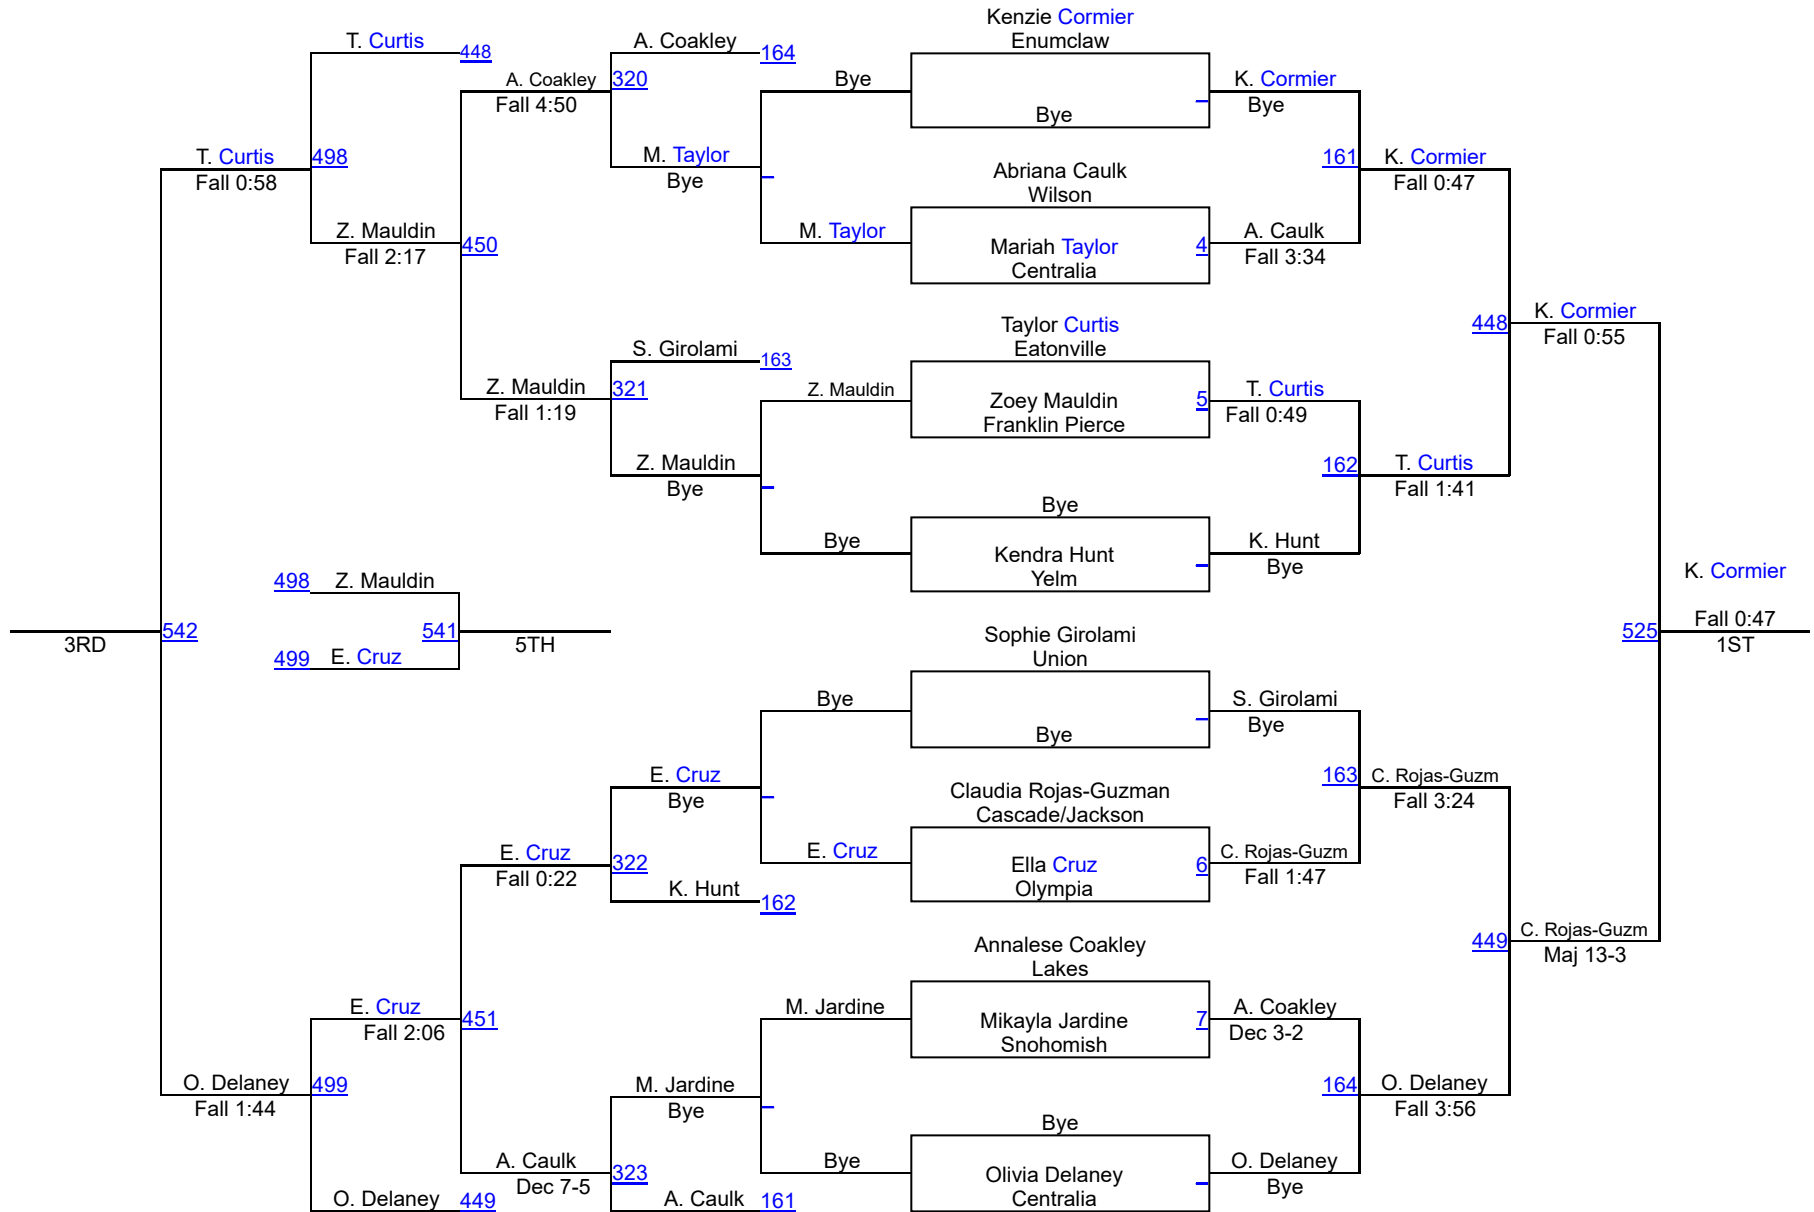 Kenzie Cormier
T. Curtis
448
A. Coakley
164
Enumclaw
A. Coakley
320
Bye
K. Cormier
Fall 4:50
Bye
Bye
T. Curtis
498
M. Taylor
161
K. Cormier
Fall 0:58
Bye
Abriana Caulk
Fall 0:47
Wilson
Z. Mauldin
450
M. Taylor
Mariah Taylor
4
A. Caulk
Fall 2:17
Centralia
Fall 3:34
K. Cormier
448
Fall 0:55
Taylor Curtis
S. Girolami
163
Eatonville
Z. Mauldin
321
Z. Mauldin
Zoey Mauldin
5
T. Curtis
Fall 1:19
Franklin Pierce
Fall 0:49
Z. Mauldin
162
T. Curtis
Bye
Fall 1:41
Bye
Bye
Kendra Hunt
K. Hunt
Yelm
Bye
498
Z. Mauldin
K. Cormier
542
541
Fall 0:47
3RD
5TH
525
1ST
499
E. Cruz
Sophie Girolami
Union
Bye
S. Girolami
Bye
Bye
E. Cruz
163
C. Rojas-Guzm
Bye
Claudia Rojas-Guzman
Fall 3:24
Cascade/Jackson
E. Cruz
322
E. Cruz
Ella Cruz
6
C. Rojas-Guzm
Fall 0:22
K. Hunt
162
Olympia
Fall 1:47
Annalese Coakley
449
C. Rojas-Guzm
Lakes
Maj 13-3
E. Cruz
451
M. Jardine
Mikayla Jardine
7
A. Coakley
Fall 2:06
Snohomish
Dec 3-2
O. Delaney
499
M. Jardine
164
O. Delaney
Fall 1:44
Bye
Bye
Fall 3:56
A. Caulk
323
Bye
Olivia Delaney
O. Delaney
Dec 7-5
Centralia
Bye
O. Delaney
449
A. Caulk
161